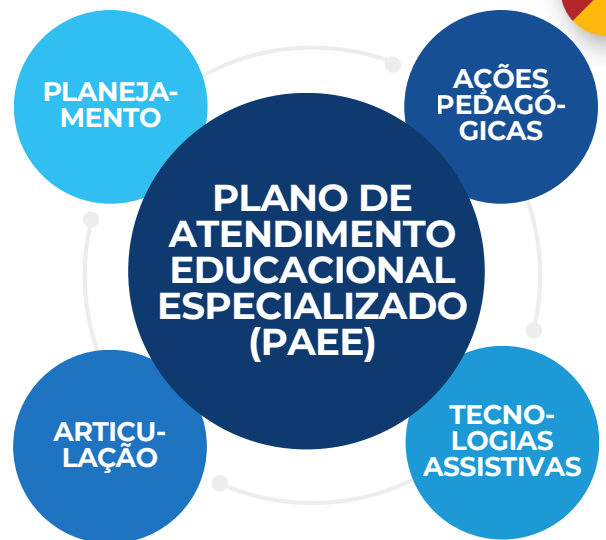 PLANEJA-
MENTO
AÇÕES
PEDAGÓ-
GICAS
PLANO DE
ATENDIMENTO
EDUCACIONAL
ESPECIALIZADO
(PAEE)
ARTICU-
LAÇÃO
TECNO-
LOGIAS
ASSISTIVAS